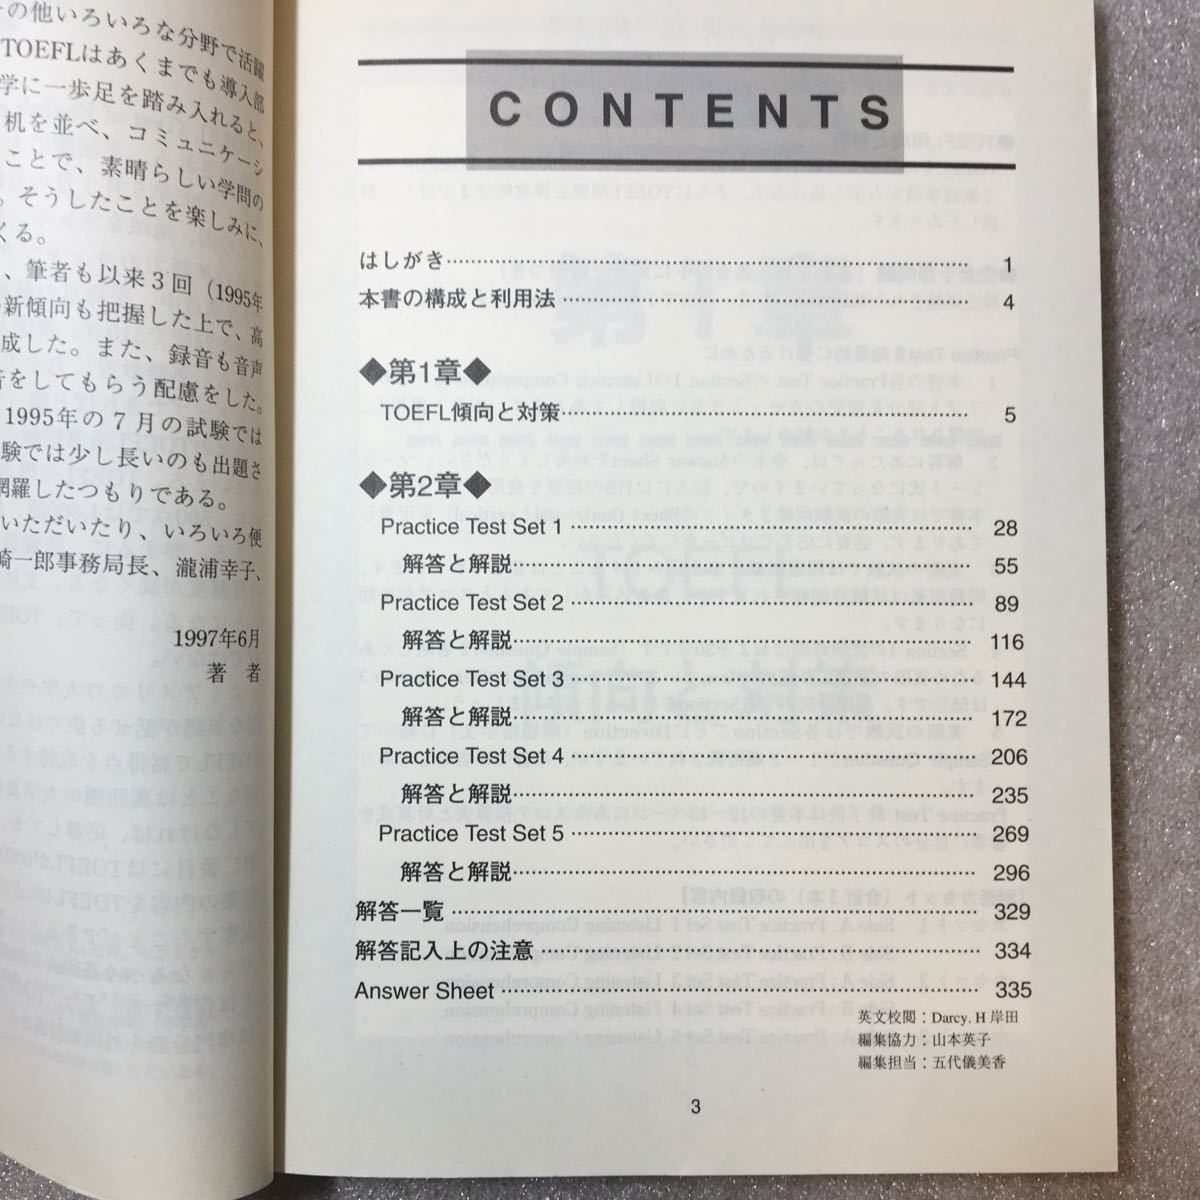 の他いろいろな分野で活躍
TOEFLはあくまでも導入部
学に一歩足を踏み入れると、
机を並べ、コミュニケーシ
ことで、素晴らしい学問の
。そうしたことを楽しみに、
くる。
、筆者も以来3回(1995年
新傾向も把握した上で、高
成した。また、録音も音声
をしてもらう配慮をした。
1995年の7月の試験では
験では少し長いのも出題さ
網羅したつもりである。
いただいたり、いろいろ便
崎一郎事務局長、瀧浦幸子、
1997年6月
著 者
CONTENTS
はしがき 1
本書の構成と利用法 4
◆第1章◆
TOEFL傾向と対策 5
◆第2章◆
Practice Test Set 1 28
解答と解説 55
Practice Test Set 2 89
解答と解説 116
Practice Test Set 3 144
解答と解説 172
Practice Test Set 4 206
解答と解説 235
Practice Test Set 5 269
解答と解説 296
解答一覧 329
解答記入上の注意 334
Answer Sheet 335
英文校閲：Darcy. H 岸田
編集協力：山本英子
編集担当：五代儀美香
3